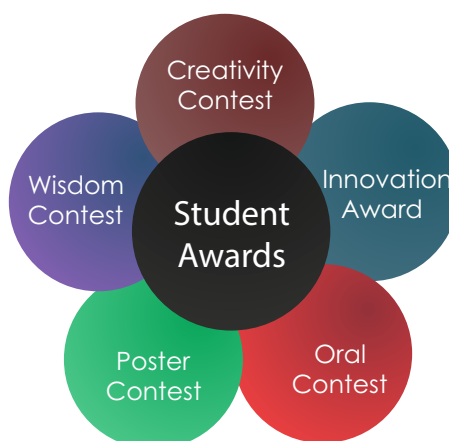 Creativity
Contest
Wisdom
Contest
Innovation
Award
Student
Awards
Poster
Contest
Oral
Contest